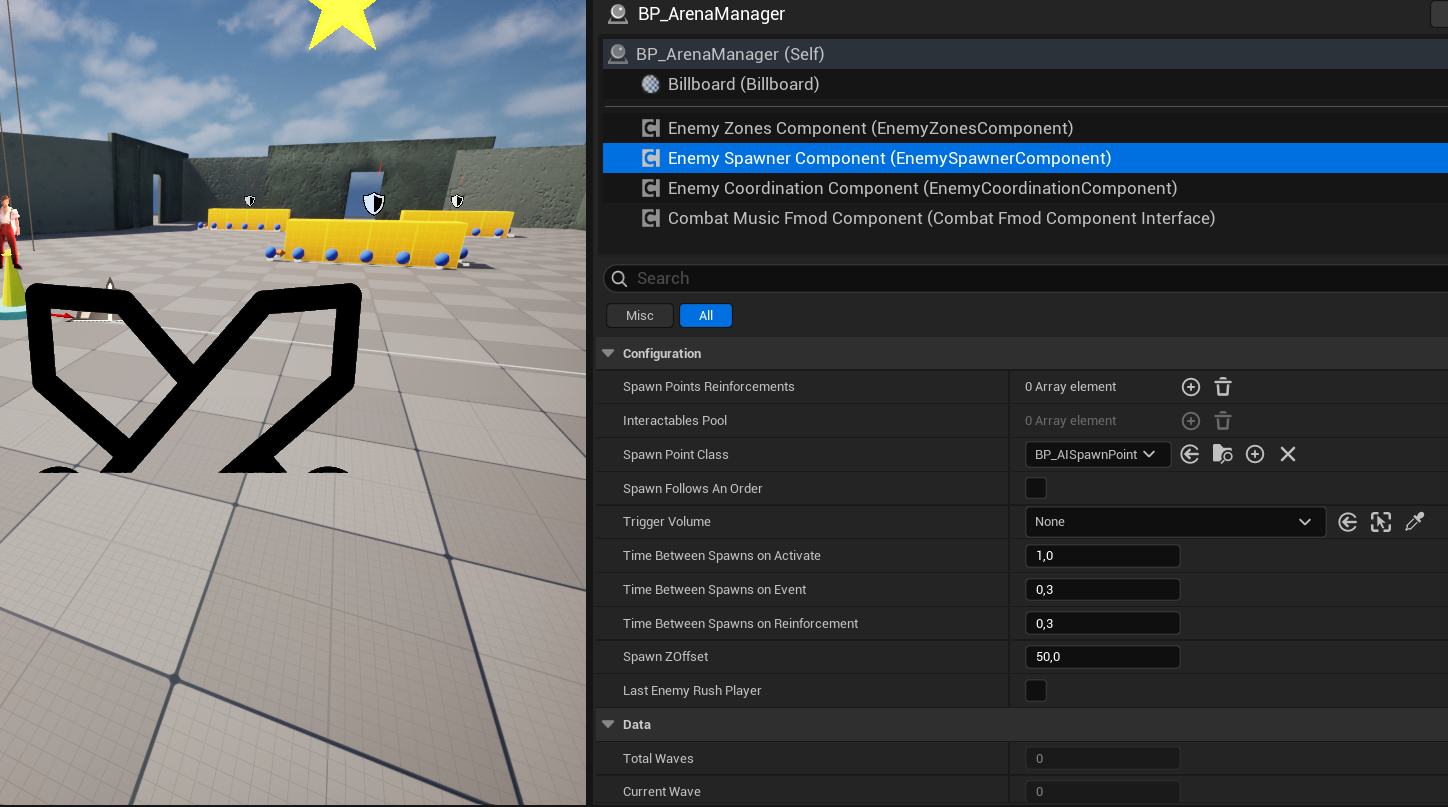 BP_ArenaManager
BP_ArenaManager (Self)
Billboard (Billboard)
Enemy Zones Component (EnemyZonesComponent)
Enemy Spawner Component (EnemySpawnerComponent)
Enemy Coordination Component (EnemyCoordinationComponent)
Combat Music Fmod Component (Combat Fmod Component Interface)
Search
Misc All
Configuration
Spawn Points Reinforcements 0 Array element
Interactables Pool 0 Array element
Spawn Point Class BP_AISpawnPoint
Spawn Follows An Order
Trigger Volume None
Time Between Spawns on Activate 1,0
Time Between Spawns on Event 0,3
Time Between Spawns on Reinforcement 0,3
Spawn ZOffset 50,0
Last Enemy Rush Player
Data
Total Waves 0
Current Wave 0